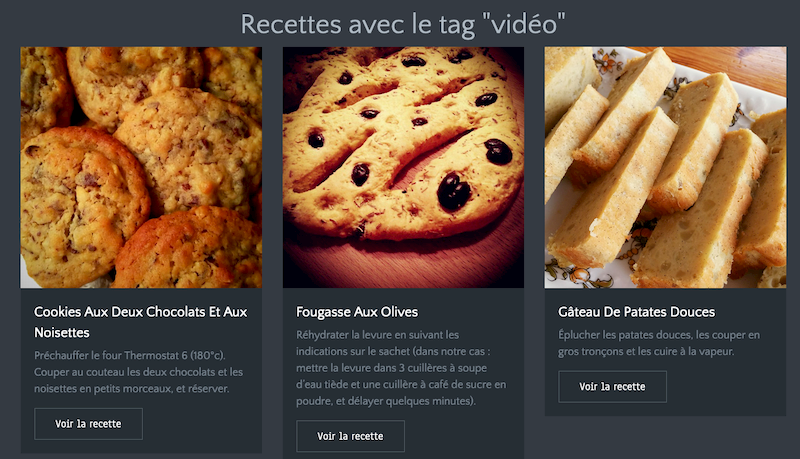 Recettes avec le tag "vidéo"
Cookies Aux Deux Chocolats Et Aux
Noisettes
Préchauffer le four Thermostat 6 (180°c).
Couper au couteau les deux chocolats et les
noisettes en petits morceaux, et réserver.
Voir la recette
Fougasse Aux Olives
Réhydrater la levure en suivant les
indications sur le sachet (dans notre cas :
mettre la levure dans 3 cuillères à soupe
d'eau tiède et une cuillère à café de sucre en
poudre, et délayer quelques minutes).
Voir la recette
Gâteau De Patates Douces
Éplucher les patates douces, les couper en
gros tronçons et les cuire à la vapeur.
Voir la recette